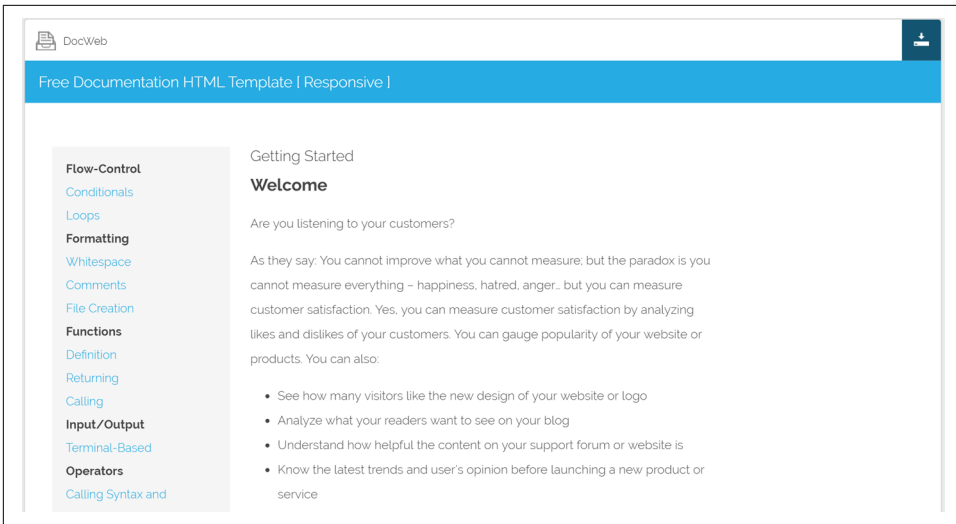 DocWeb
Free Documentation HTML Template [ Responsive ]
Flow-Control
Conditionals
Loops
Formatting
Whitespace
Comments
File Creation
Functions
Definition
Returning
Calling
Input/Output
Terminal-Based
Operators
Calling Syntax and
Getting Started
Welcome
Are you listening to your customers?
As they say: You cannot improve what you cannot measure; but the paradox is you
cannot measure everything – happiness, hatred, anger... but you can measure
customer satisfaction. Yes, you can measure customer satisfaction by analyzing
likes and dislikes of your customers. You can gauge popularity of your website or
products. You can also:
• See how many visitors like the new design of your website or logo
• Analyze what your readers want to see on your blog
• Understand how helpful the content on your support forum or website is
• Know the latest trends and user's opinion before launching a new product or
service